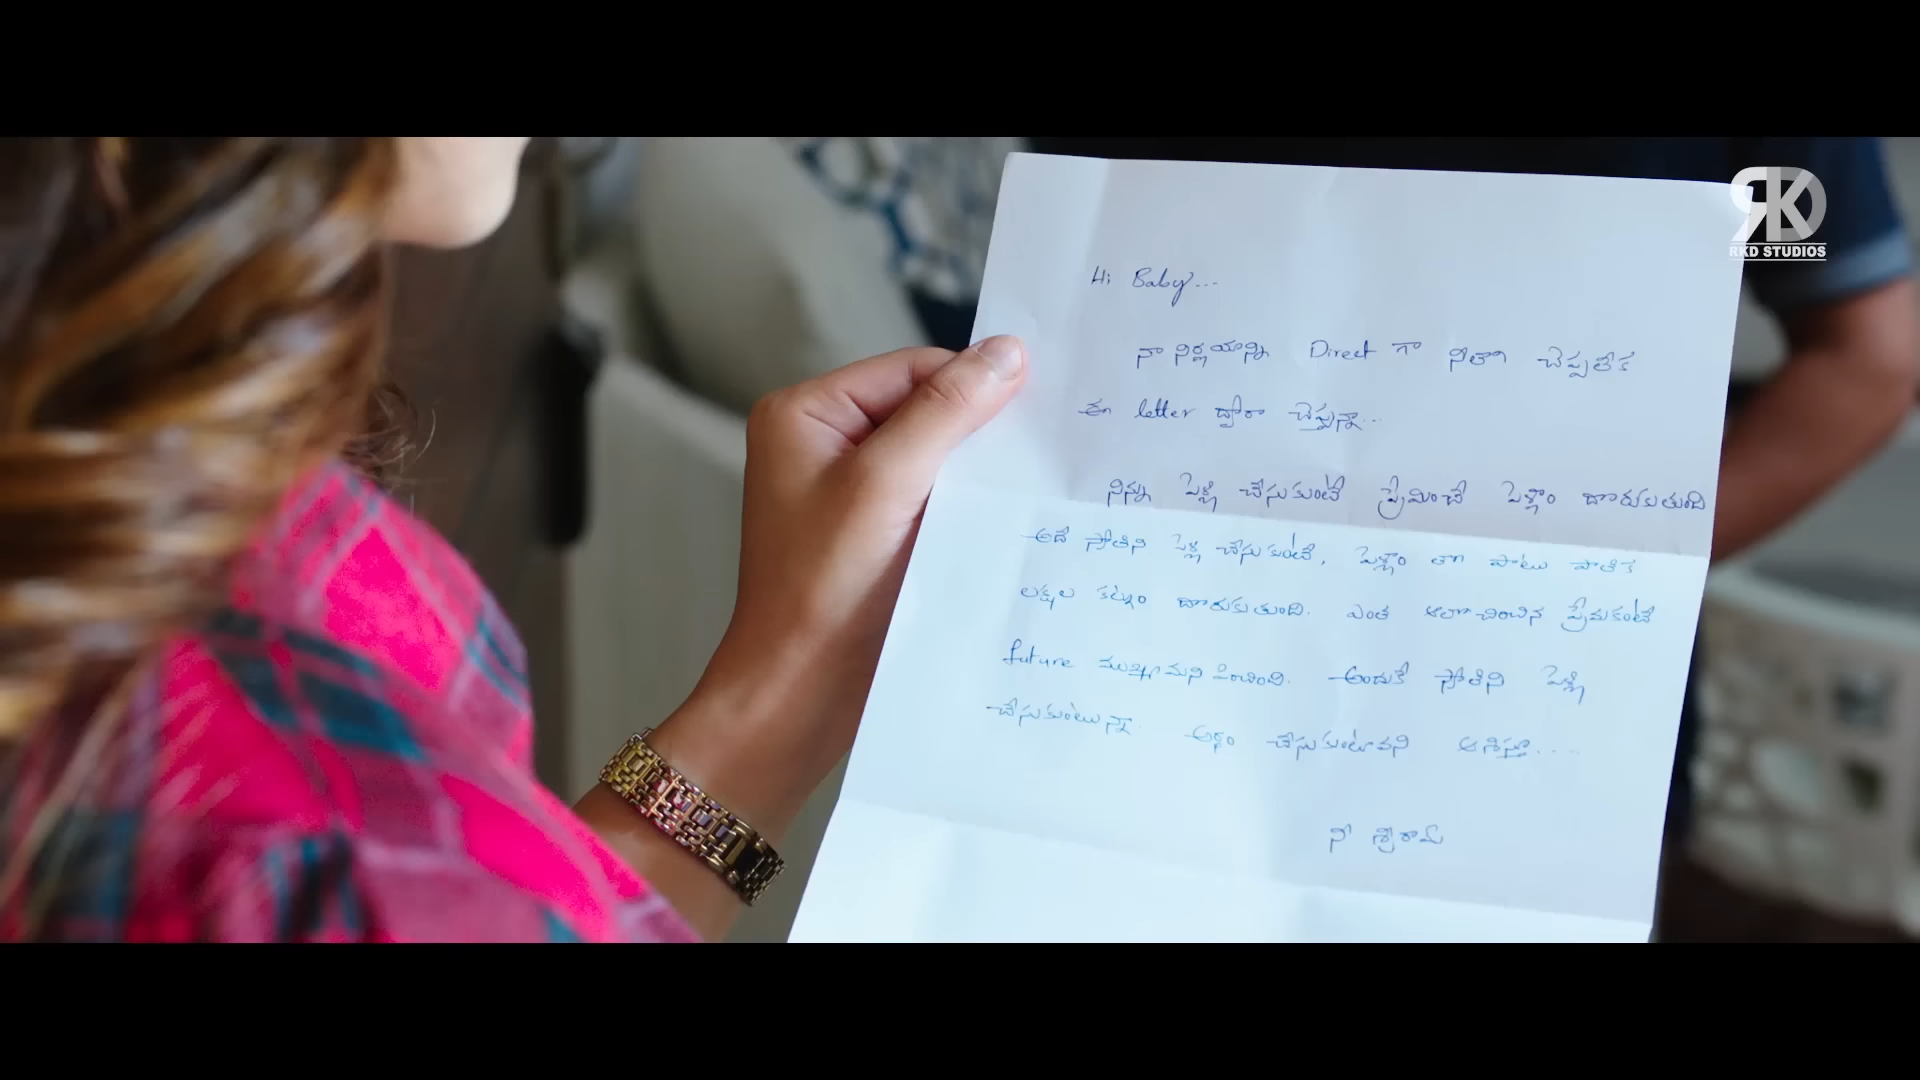 RKD STUDIOS
Hi Baby...
నా నిర్ణయాన్ని Direct గా నీతో చెప్పలేక
ఈ letter ద్వారా చెప్తున్నా...
నిన్ను పెళ్లి చేసుకుంటే ప్రేమించే పెళ్లాం దొరుకుతుంది
అదే స్వాతిని పెళ్లి చేసుకుంటే, పెళ్లాం తో పాటు పాతిక
లక్షల కట్నం దొరుకుతుంది. ఎంత ఆలోచించిన ప్రేమకంటే
future ముఖ్యమనిపించింది. అందుకే స్వాతిని పెళ్లి
చేసుకుంటున్నా. అర్థం చేసుకుంటావని ఆశిస్తూ....
నీ శ్రీరామ్